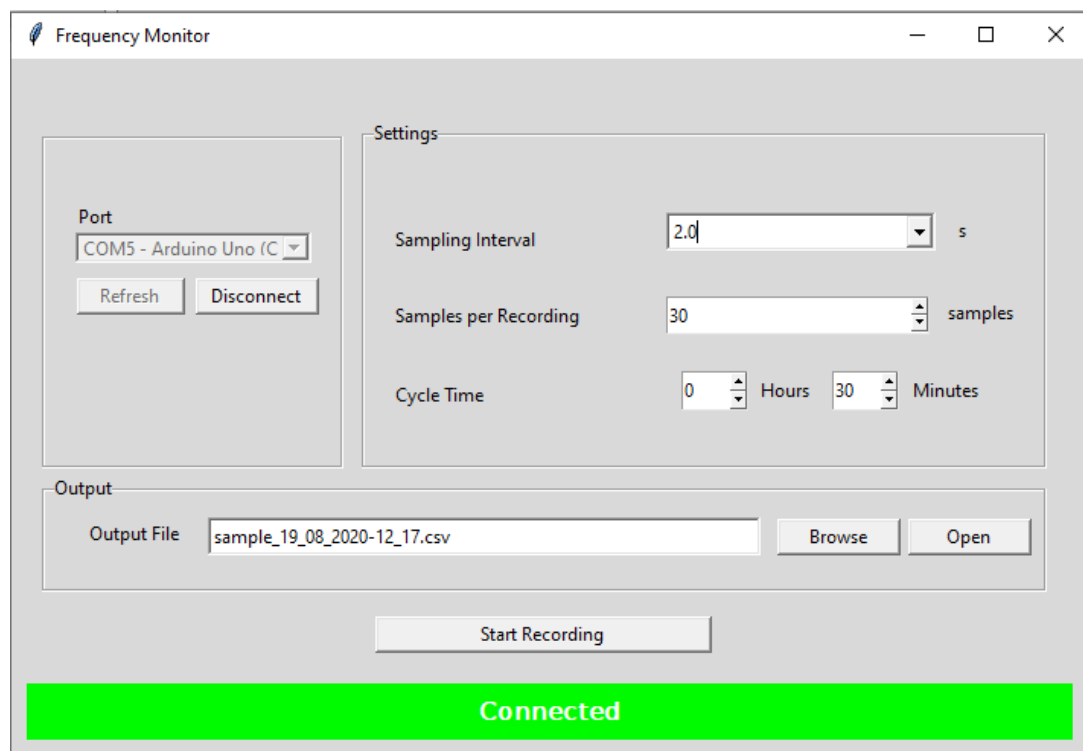 Frequency Monitor
Port
COM5 - Arduino Uno (C
Refresh Disconnect
Settings
Sampling Interval 2.0 s
Samples per Recording 30 samples
Cycle Time 0 Hours 30 Minutes
Output
Output File sample_19_08_2020-12_17.csv Browse Open
Start Recording
Connected